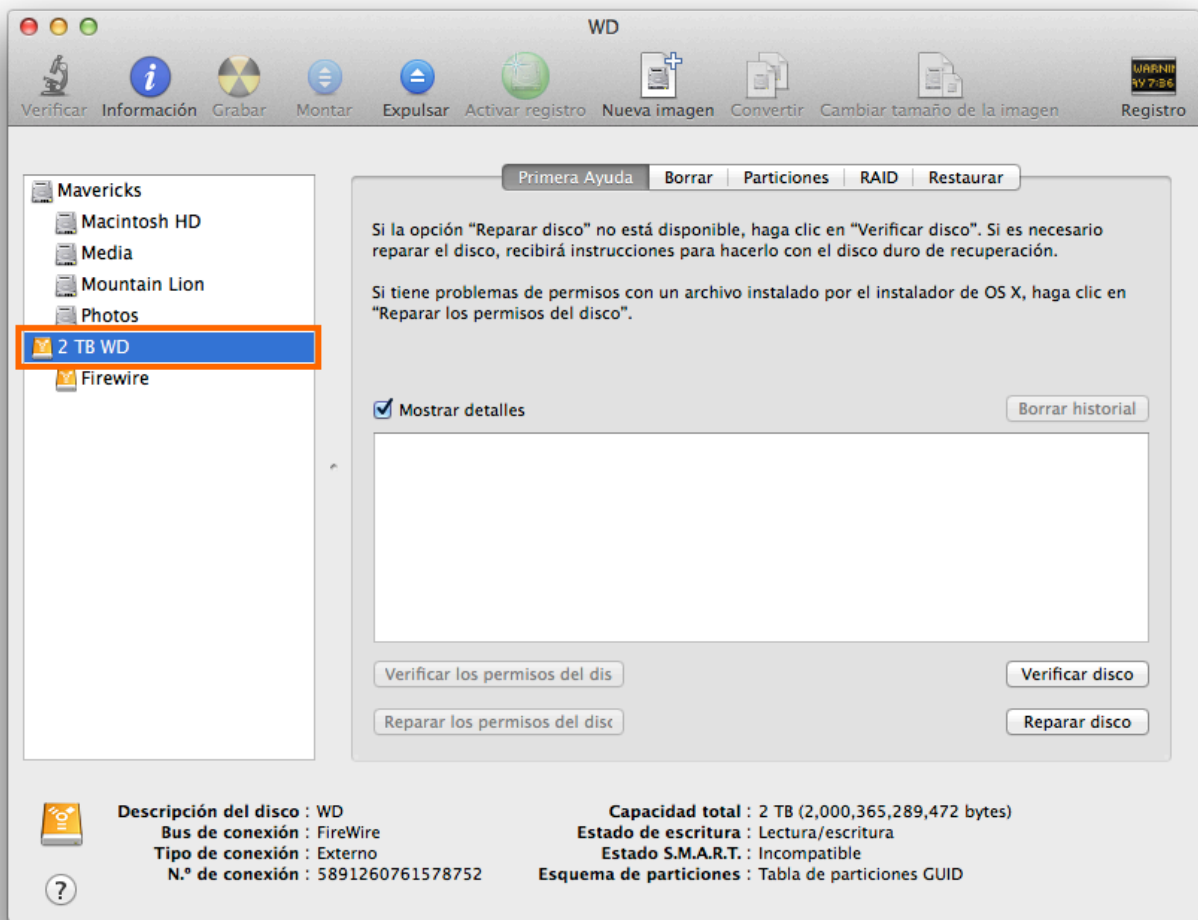 WD
Verificar Información Grabar Montar Expulsar Activar registro Nueva imagen Convertir Cambiar tamaño de la imagen Registro
WARNIN
AY 7:36
Mavericks
Macintosh HD
Media
Mountain Lion
Photos
2 TB WD
Firewire
Primera Ayuda Borrar Particiones RAID Restaurar
Si la opción “Reparar disco” no está disponible, haga clic en “Verificar disco”. Si es necesario
reparar el disco, recibirá instrucciones para hacerlo con el disco duro de recuperación.
Si tiene problemas de permisos con un archivo instalado por el instalador de OS X, haga clic en
“Reparar los permisos del disco”.
Mostrar detalles
Borrar historial
Verificar los permisos del dis
Verificar disco
Reparar los permisos del disc
Reparar disco
Descripción del disco : WD
Bus de conexión : FireWire
Tipo de conexión : Externo
N.º de conexión : 5891260761578752
Capacidad total : 2 TB (2,000,365,289,472 bytes)
Estado de escritura : Lectura/escritura
Estado S.M.A.R.T. : Incompatible
Esquema de particiones : Tabla de particiones GUID
?